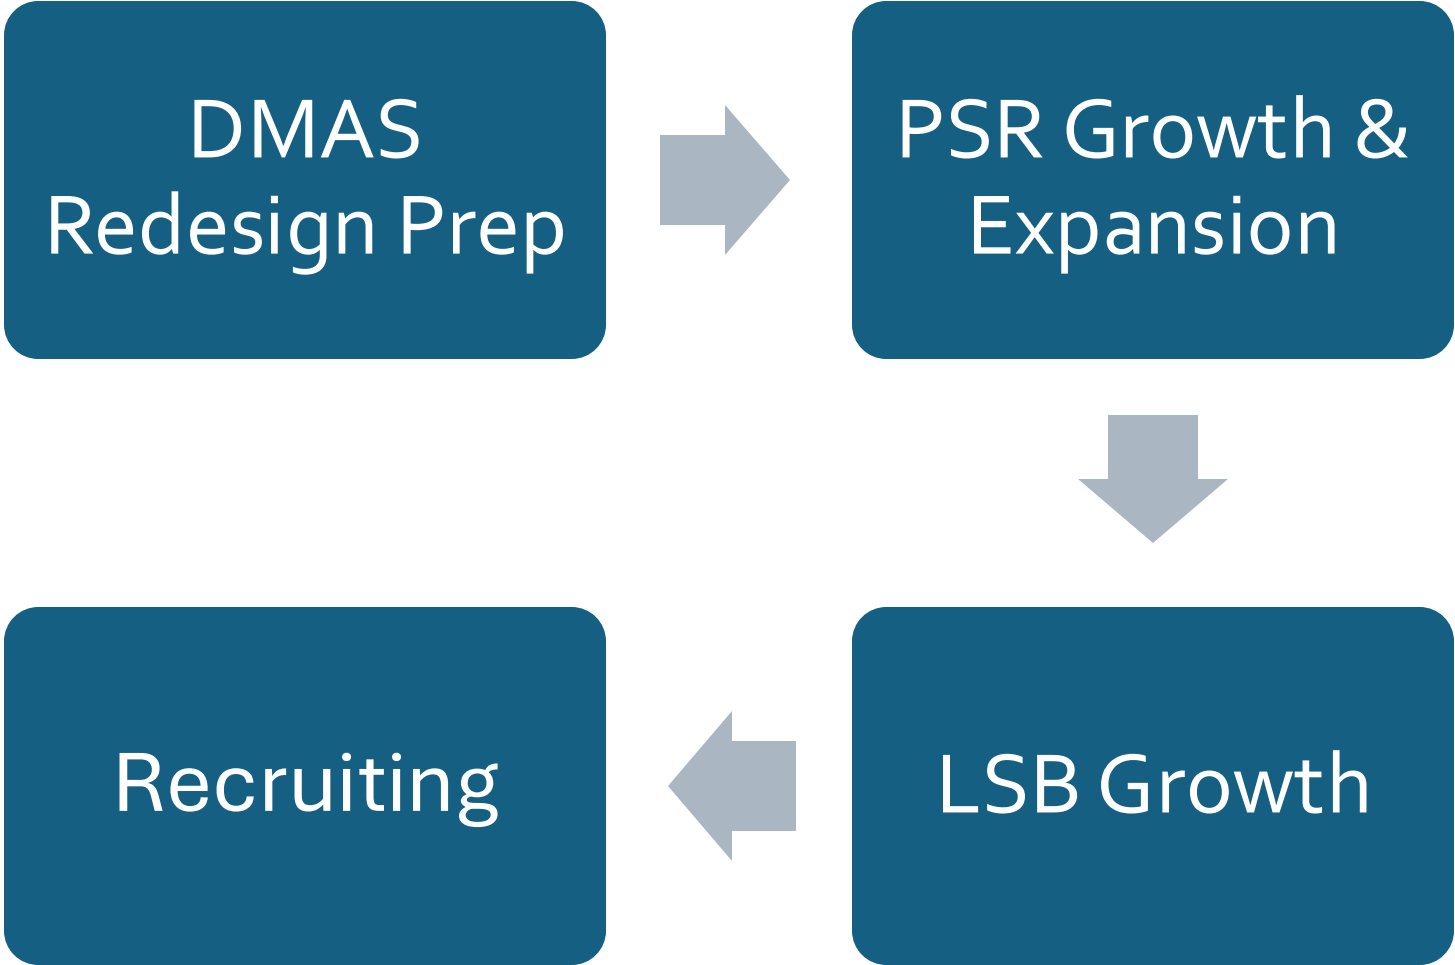 DMAS
Redesign Prep
PSR Growth &
Expansion
LSB Growth
Recruiting